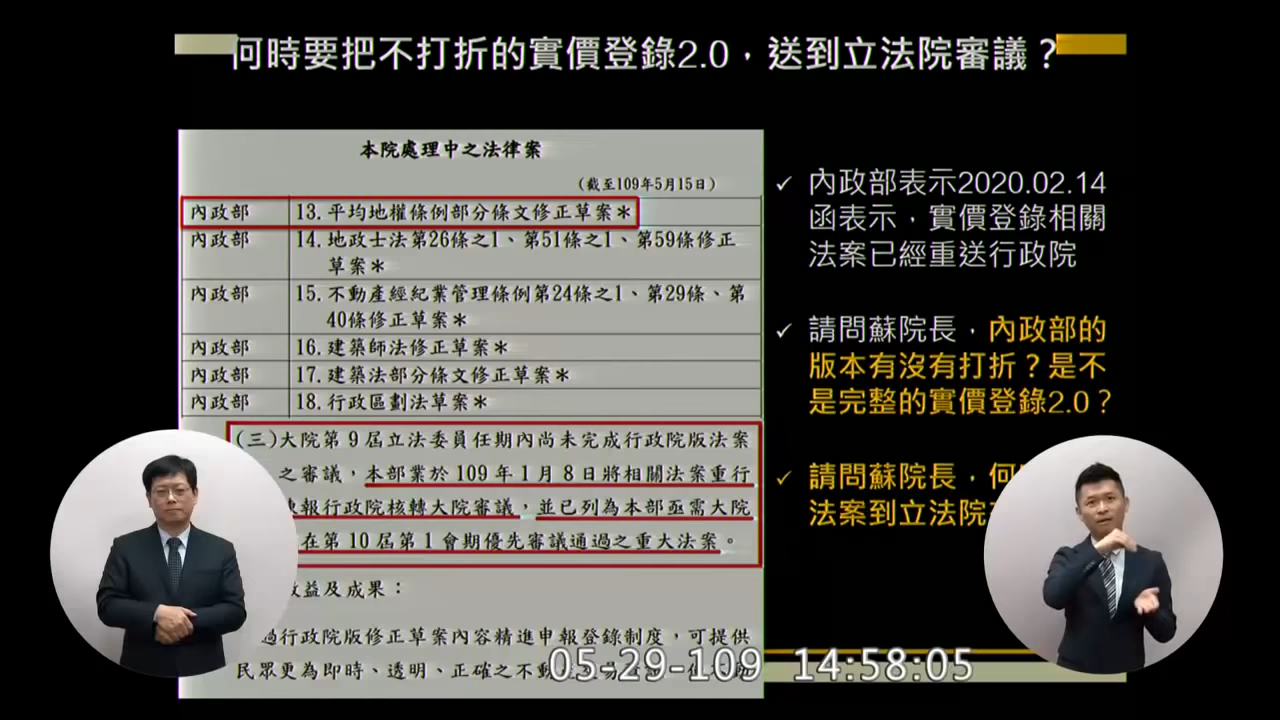 何時要把不打折的實價登錄2.0，送到立法院審議？
本院處理中之法律案
（截至109年5月15日）
內政部 13.平均地權條例部分條文修正草案＊
內政部 14.地政士法第26條之1、第51條之1、第59條修正
草案＊
內政部 15.不動產經紀業管理條例第24條之1、第29條、第
40條修正草案＊
內政部 16.建築師法修正草案＊
內政部 17.建築法部分條文修正草案＊
內政部 18.行政區劃法草案＊
(三)大院第9屆立法委員任期內尚未完成行政院版法案
之審議，本部業於109年1月8日將相關法案重行
報行政院核轉大院審議，並已列為本部亟需大院
在第10屆第1會期優先審議通過之重大法案。
益及成果：
行政院版修正草案內容精進申報登錄制度，可提供
民眾更為即時、透明、正確之不動
✓ 內政部表示2020.02.14
函表示，實價登錄相關
法案已經重送行政院
✓ 請問蘇院長，內政部的
版本有沒有打折？是不
是完整的實價登錄2.0？
✓ 請問蘇院長，何
法案到立法院
05-29-109 14:58:05